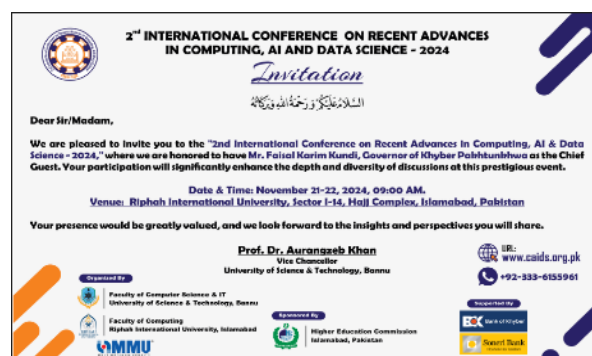 2nd INTERNATIONAL CONFERENCE ON RECENT ADVANCES
IN COMPUTING, AI AND DATA SCIENCE - 2024
Invitation
السَّلَامُ عَلَيْكُمْ وَرَحْمَةُ اللهِ وَبَرَكَاتُهُ
Dear Sir/Madam,
We are pleased to invite you to the "2nd International Conference on Recent Advances in Computing, AI & Data
Science - 2024," where we are honored to have Mr. Faisal Karim Kundi, Governor of Khyber Pakhtunkhwa as the Chief
Guest. Your participation will significantly enhance the depth and diversity of discussions at this prestigious event.
Date & Time: November 21-22, 2024, 09:00 AM.
Venue: Riphah International University, Sector I-14, Hajj Complex, Islamabad, Pakistan
Your presence would be greatly valued, and we look forward to the insights and perspectives you will share.
Prof. Dr. Aurangzeb Khan
Vice Chancellor
University of Science & Technology, Bannu
URL:
www.caids.org.pk
+92-333-6155961
Organized By
Faculty of Computer Science & IT
University of Science & Technology, Bannu
Faculty of Computing
Riphah International University, Islamabad
MMU
Sponsored By
Higher Education Commission
Islamabad, Pakistan
Supported By
BOK Bank of Khyber
Soneri Bank